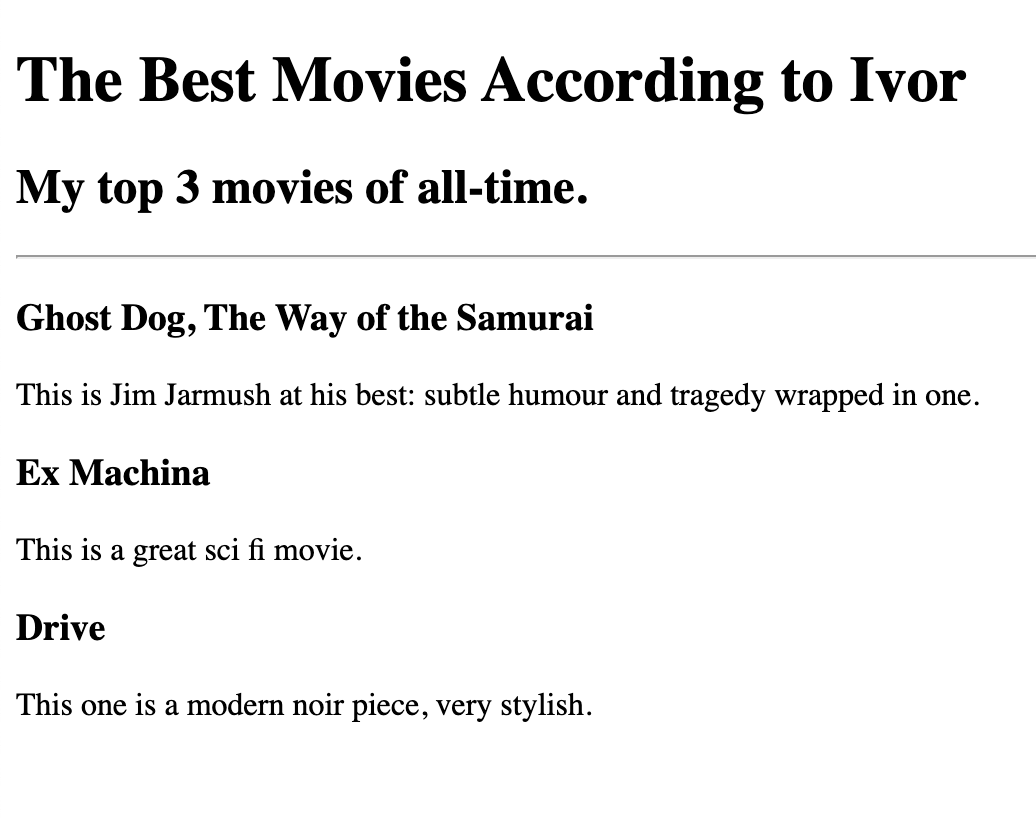 The Best Movies According to Ivor
My top 3 movies of all-time.
Ghost Dog, The Way of the Samurai
This is Jim Jarmush at his best: subtle humour and tragedy wrapped in one.
Ex Machina
This is a great sci fi movie.
Drive
This one is a modern noir piece, very stylish.